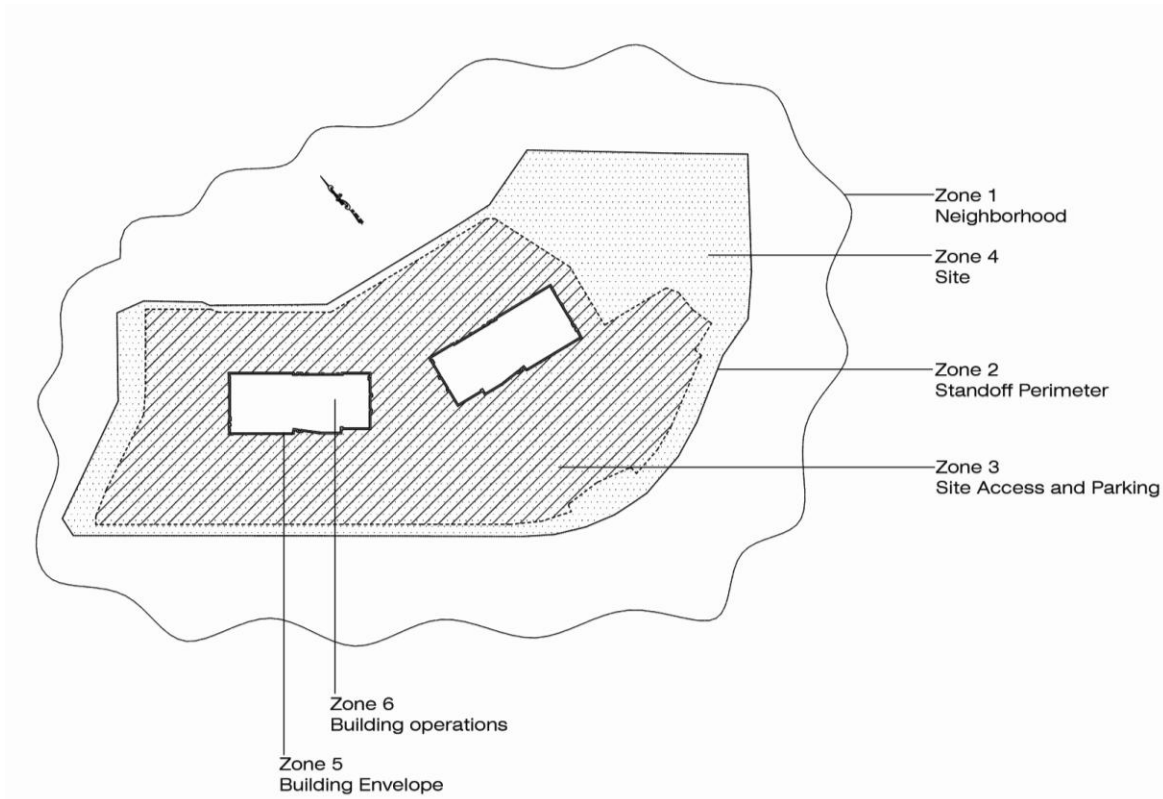 Zone 1
Neighborhood
Zone 4
Site
Zone 2
Standoff Perimeter
Zone 3
Site Access and Parking
Zone 6
Building operations
Zone 5
Building Envelope